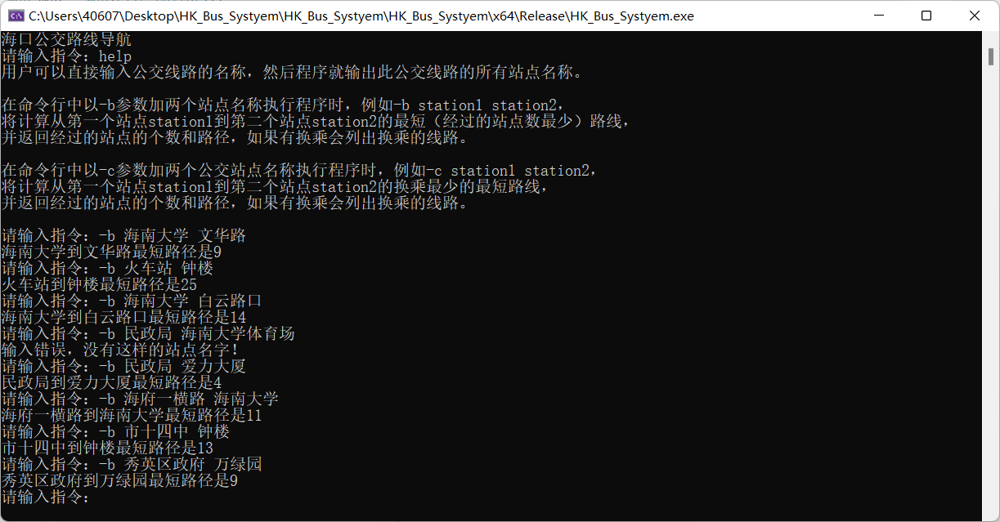 C:\Users\40607\Desktop\HK_Bus_Systyem\HK_Bus_Systyem\HK_Bus_Systyem\x64\Release\HK_Bus_Systyem.exe
海口公交路线导航
请输入指令：help
用户可以直接输入公交线路的名称，然后程序就输出此公交线路的所有站点名称。
在命令行中以-b参数加两个站点名称执行程序时，例如-b station1 station2，
将计算从第一个站点station1到第二个站点station2的最短（经过的站点数最少）路线，
并返回经过的站点的个数和路径，如果有换乘会列出换乘的线路。
在命令行中以-c参数加两个公交站点名称执行程序时，例如-c station1 station2，
将计算从第一个站点station1到第二个站点station2的换乘最少的最短路线，
并返回经过的站点的个数和路径，如果有换乘会列出换乘的线路。
请输入指令：-b 海南大学 文华路
海南大学到文华路最短路径是9
请输入指令：-b 火车站 钟楼
火车站到钟楼最短路径是25
请输入指令：-b 海南大学 白云路口
海南大学到白云路口最短路径是14
请输入指令：-b 民政局 海南大学体育场
输入错误，没有这样的站点名字！
请输入指令：-b 民政局 爱力大厦
民政局到爱力大厦最短路径是4
请输入指令：-b 海府一横路 海南大学
海府一横路到海南大学最短路径是11
请输入指令：-b 市十四中 钟楼
市十四中到钟楼最短路径是13
请输入指令：-b 秀英区政府 万绿园
秀英区政府到万绿园最短路径是9
请输入指令：